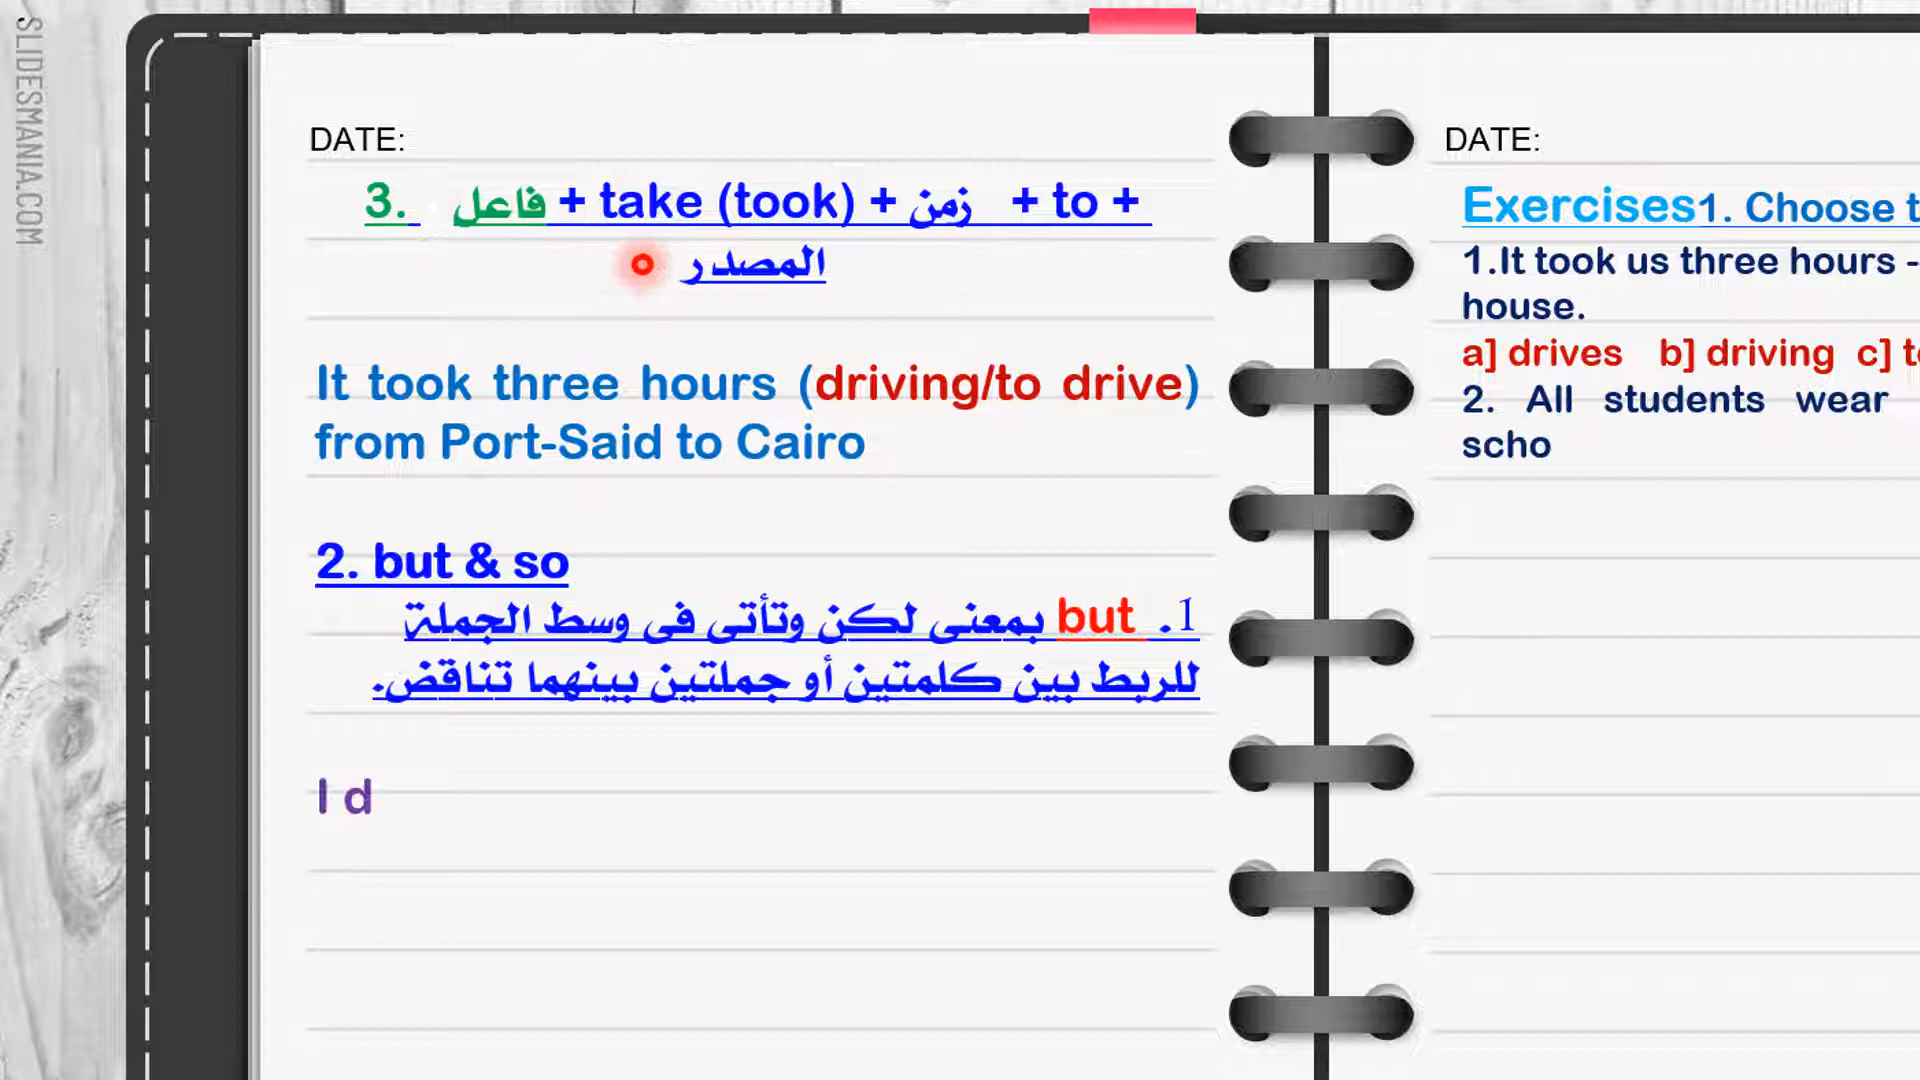 SLIDESMANIA.COM
DATE:
3. فاعل + take (took) + زمن + to +
المصدر
It took three hours (driving/to drive)
from Port-Said to Cairo
2. but & so
1. but بمعنى لكن وتأتى فى وسط الجملة
للربط بين كلمتين أو جملتين بينهما تناقض.
I d
DATE:
Exercises1. Choose t
1.It took us three hours -
house.
a] drives b] driving c] t
2. All students wear
scho